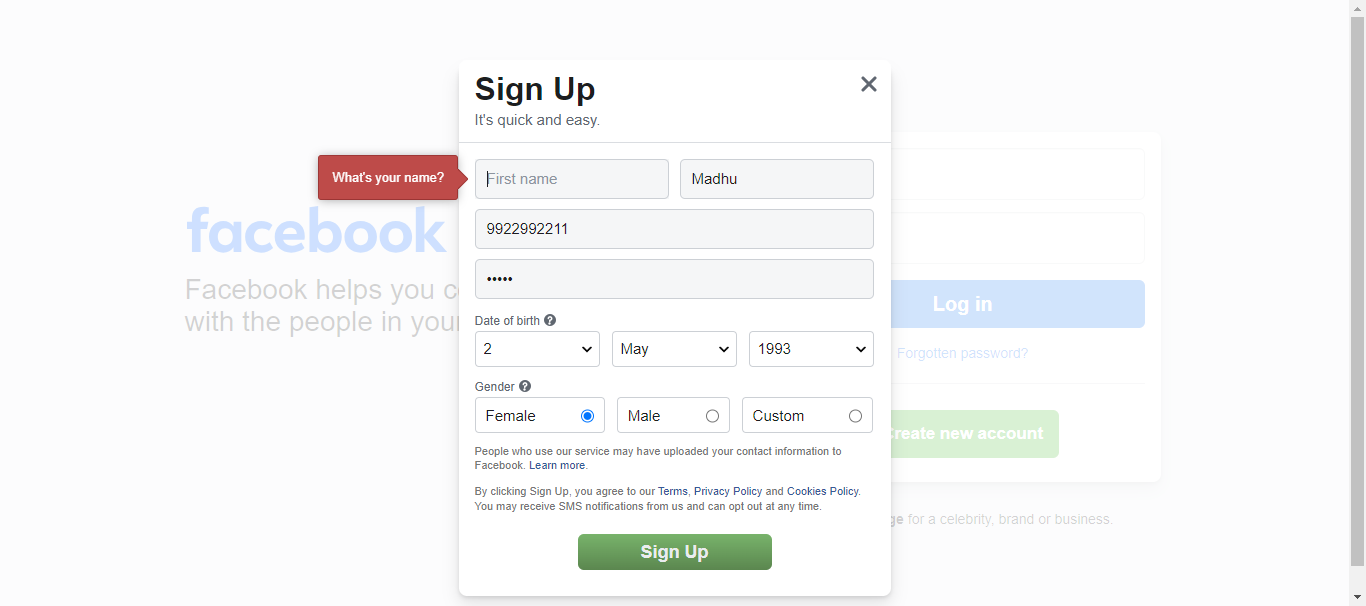 Sign Up
It's quick and easy.
What's your name?
First name
Madhu
9922992211
•••••
facebook
Facebook helps you c
with the people in your
Date of birth
2
May
1993
Gender
Female
Male
Custom
People who use our service may have uploaded your contact information to
Facebook. Learn more.
By clicking Sign Up, you agree to our Terms, Privacy Policy and Cookies Policy.
You may receive SMS notifications from us and can opt out at any time.
Sign Up
Log in
Forgotten password?
Create new account
ge for a celebrity, brand or business.